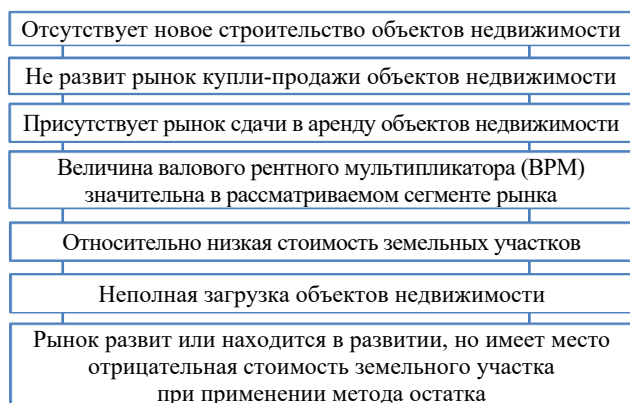 Отсутствует новое строительство объектов недвижимости
Не развит рынок купли-продажи объектов недвижимости
Присутствует рынок сдачи в аренду объектов недвижимости
Величина валового рентного мультипликатора (ВРМ)
значительна в рассматриваемом сегменте рынка
Относительно низкая стоимость земельных участков
Неполная загрузка объектов недвижимости
Рынок развит или находится в развитии, но имеет место
отрицательная стоимость земельного участка
при применении метода остатка